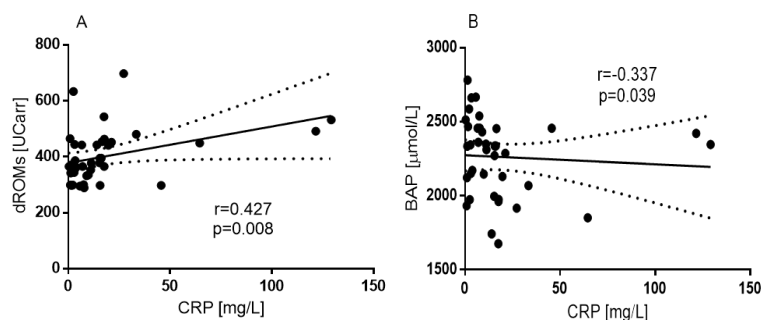 A
800
600
400
200
0
dROMs [UCarr]
r=0.427
p=0.008
0
50
100
150
CRP [mg/L]
B
3000
2500
2000
1500
BAP [µmol/L]
r=-0.337
p=0.039
0
50
100
150
CRP [mg/L]